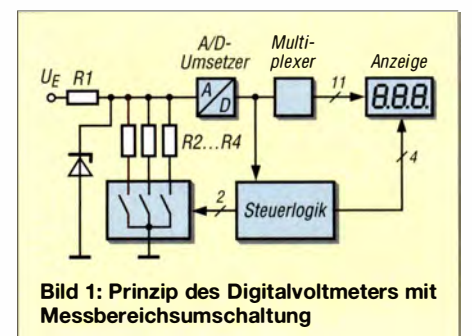 A/D-
Umsetzer
Multi-
plexer
Anzeige
UE
R1
A
D
11
8.8.8.
R2...R4
2
4
Steuerlogik
Bild 1: Prinzip des Digitalvoltmeters mit
Messbereichsumschaltung